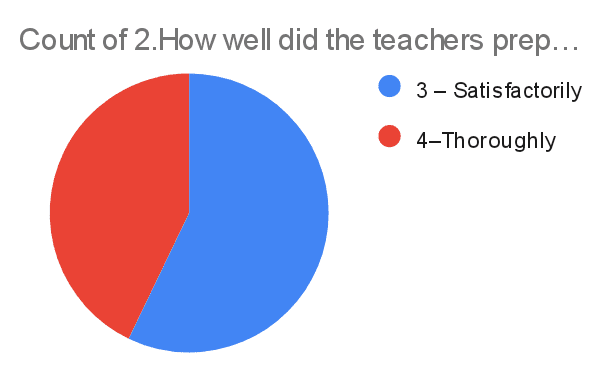 Count of 2.How well did the teachers prep…
3 – Satisfactorily
4–Thoroughly